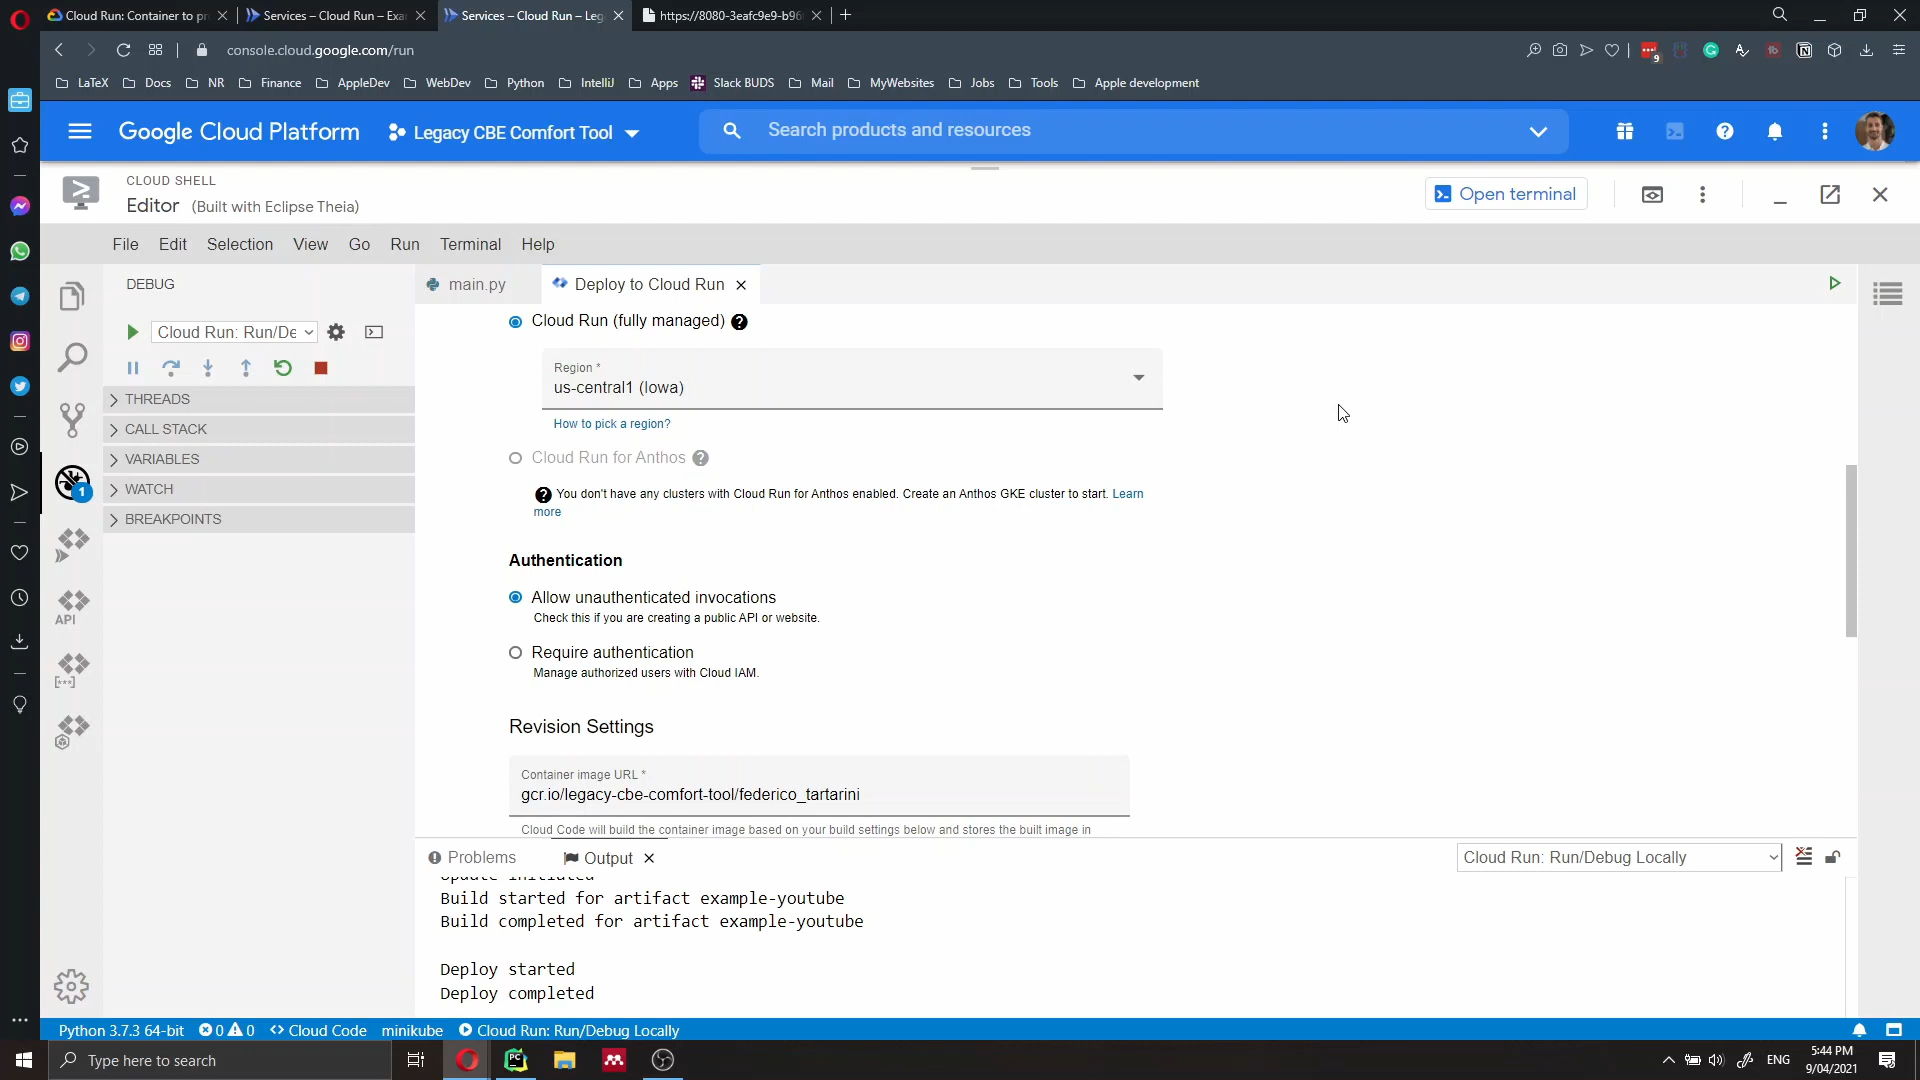 Cloud Run: Container to pr
Services – Cloud Run – Exa
Services – Cloud Run – Leg
https://8080-3eafc9e9-b96
console.cloud.google.com/run
9
LaTeX
Docs
NR
Finance
AppleDev
WebDev
Python
IntelliJ
Apps
Slack BUDS
Mail
MyWebsites
Jobs
Tools
Apple development
Google Cloud Platform
Legacy CBE Comfort Tool
Search products and resources
CLOUD SHELL
Editor (Built with Eclipse Theia)
Open terminal
File Edit Selection View Go Run Terminal Help
DEBUG
main.py
Deploy to Cloud Run
Cloud Run: Run/De
THREADS
CALL STACK
VARIABLES
WATCH
BREAKPOINTS
1
API
Cloud Run (fully managed)
Region *
us-central1 (Iowa)
How to pick a region?
Cloud Run for Anthos
You don't have any clusters with Cloud Run for Anthos enabled. Create an Anthos GKE cluster to start. Learn
more
Authentication
Allow unauthenticated invocations
Check this if you are creating a public API or website.
Require authentication
Manage authorized users with Cloud IAM.
Revision Settings
Container image URL *
gcr.io/legacy-cbe-comfort-tool/federico_tartarini
Cloud Code will build the container image based on your build settings below and stores the built image in
Problems
Output
Cloud Run: Run/Debug Locally
Update initiated
Build started for artifact example-youtube
Build completed for artifact example-youtube
Deploy started
Deploy completed
Python 3.7.3 64-bit
0 0
Cloud Code
minikube
Cloud Run: Run/Debug Locally
Type here to search
PC
ENG
5:44 PM
9/04/2021